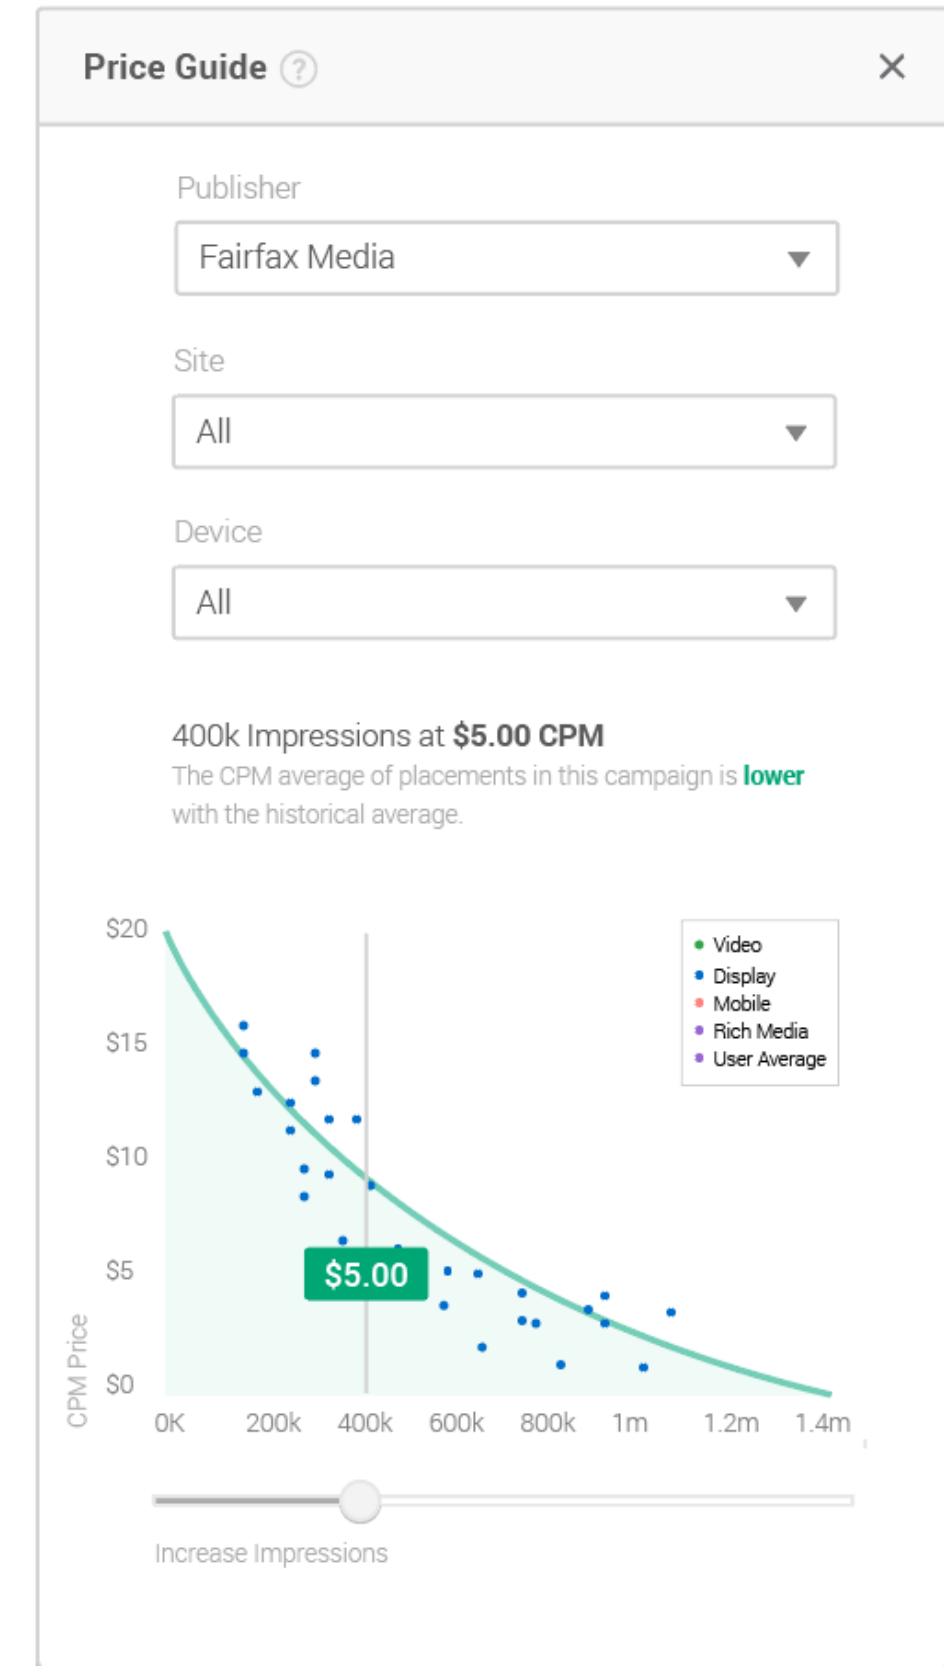 Price Guide ?
Publisher
Fairfax Media
Site
All
Device
All
400k Impressions at $5.00 CPM
The CPM average of placements in this campaign is lower
with the historical average.
$20
$15
$10
$5
$0
CPM Price
Video
Display
Mobile
Rich Media
User Average
$5.00
0K 200k 400k 600k 800k 1m 1.2m 1.4m
Increase Impressions